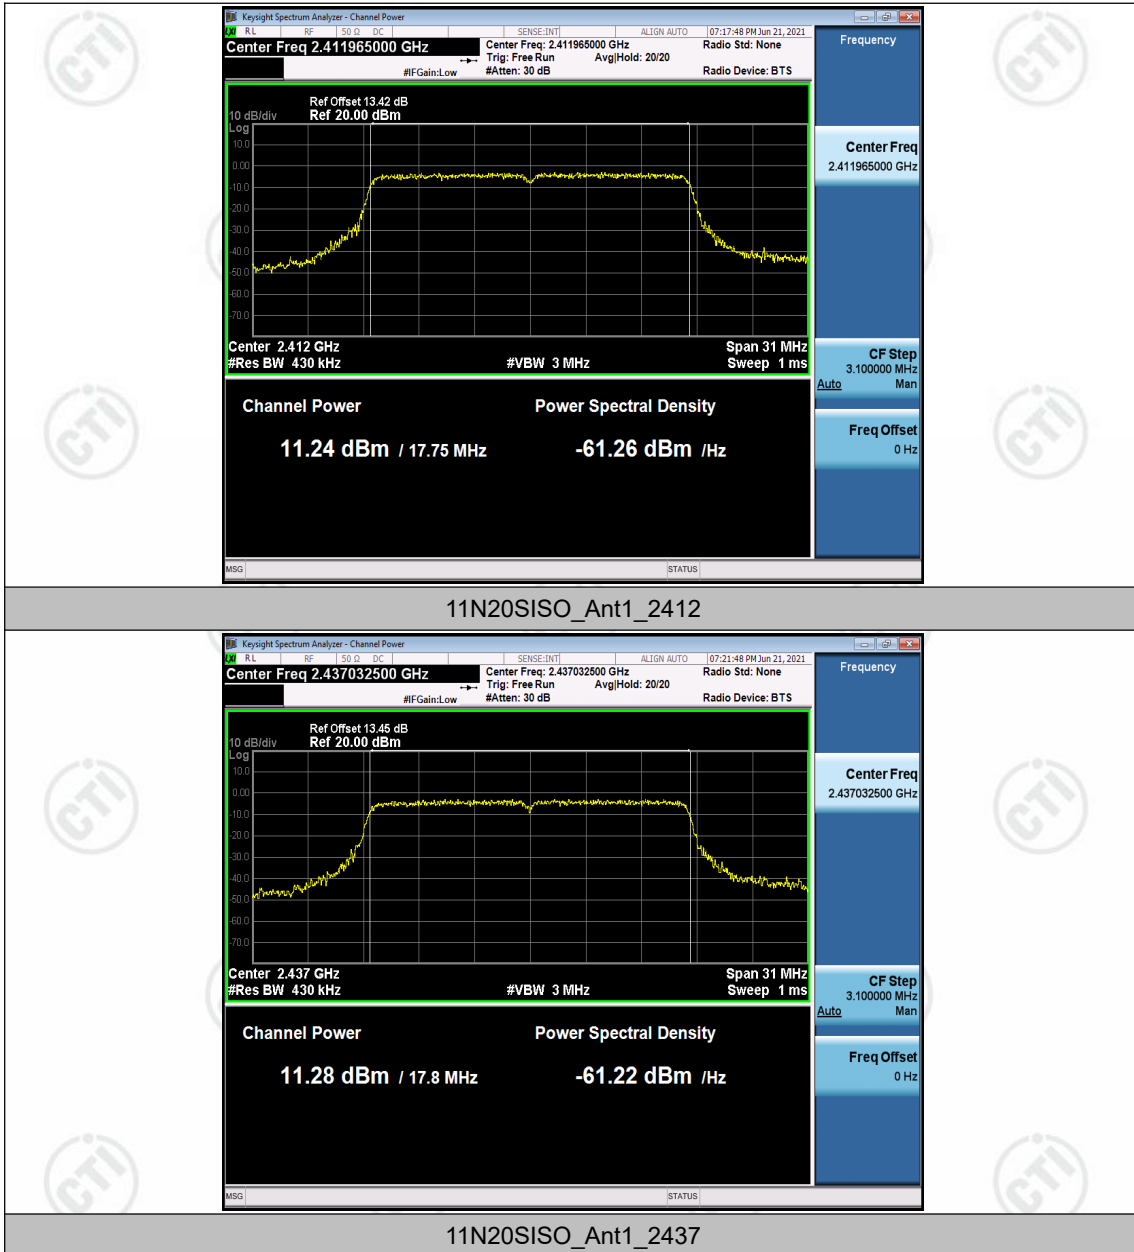 Keysight Spectrum Analyzer - Channel Power
LXI RL RF 50 Ω DC SENSE:INT ALIGN AUTO 07:17:48 PM Jun 21, 2021
Center Freq 2.411965000 GHz
Center Freq: 2.411965000 GHz
Radio Std: None
Trig: Free Run Avg|Hold: 20/20
#IFGain:Low #Atten: 30 dB Radio Device: BTS
Ref Offset 13.42 dB
10 dB/div Ref 20.00 dBm
Log
10.0
0.00
-10.0
-20.0
-30.0
-40.0
-50.0
-60.0
-70.0
Center 2.412 GHz Span 31 MHz
#Res BW 430 kHz #VBW 3 MHz Sweep 1 ms
Channel Power Power Spectral Density
11.24 dBm / 17.75 MHz -61.26 dBm /Hz
MSG STATUS
Frequency
Center Freq
2.411965000 GHz
CF Step
3.100000 MHz
Auto Man
Freq Offset
0 Hz
11N20SISO_Ant1_2412
Keysight Spectrum Analyzer - Channel Power
LXI RL RF 50 Ω DC SENSE:INT ALIGN AUTO 07:21:48 PM Jun 21, 2021
Center Freq 2.437032500 GHz
Center Freq: 2.437032500 GHz
Radio Std: None
Trig: Free Run Avg|Hold: 20/20
#IFGain:Low #Atten: 30 dB Radio Device: BTS
Ref Offset 13.45 dB
10 dB/div Ref 20.00 dBm
Log
10.0
0.00
-10.0
-20.0
-30.0
-40.0
-50.0
-60.0
-70.0
Center 2.437 GHz Span 31 MHz
#Res BW 430 kHz #VBW 3 MHz Sweep 1 ms
Channel Power Power Spectral Density
11.28 dBm / 17.8 MHz -61.22 dBm /Hz
MSG STATUS
Frequency
Center Freq
2.437032500 GHz
CF Step
3.100000 MHz
Auto Man
Freq Offset
0 Hz
11N20SISO_Ant1_2437
CTI
CTI
CTI
CTI
CTI
CTI
CTI
CTI